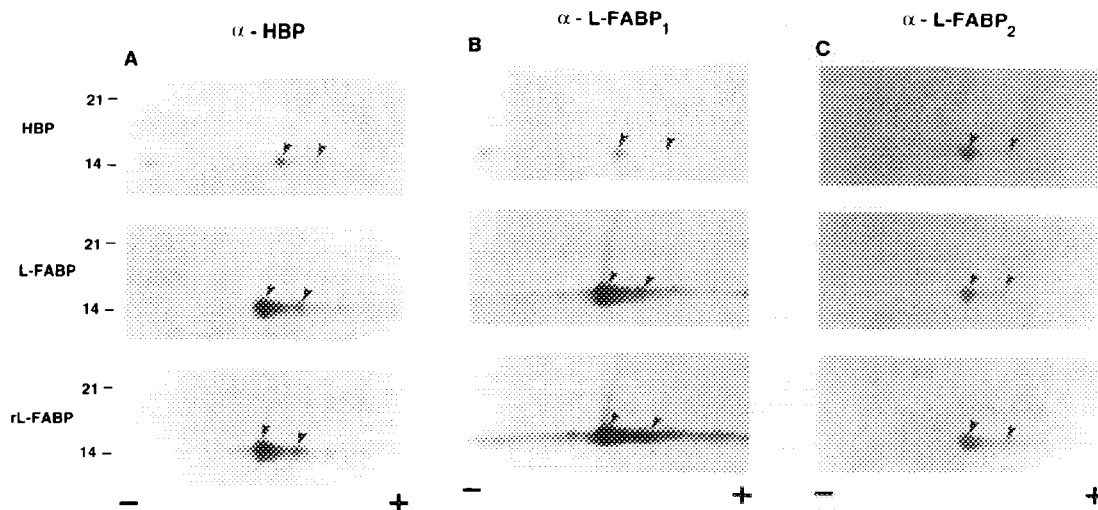 α - HBP
α - L-FABP₁
α - L-FABP₂
A
B
C
HBP
21 –
14 –
L-FABP
21 –
14 –
rL-FABP
21 –
14 –
– +
– +
– +